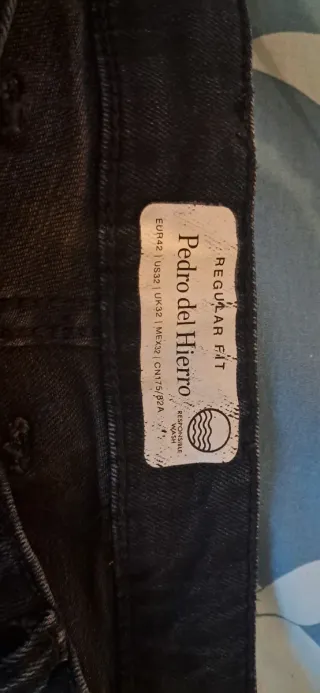 REGULAR FIT
Pedro del Hierro
EUR42 | US32 | UK32 | MEX32 | CN175/82A
RESPONSIBLE
WASH